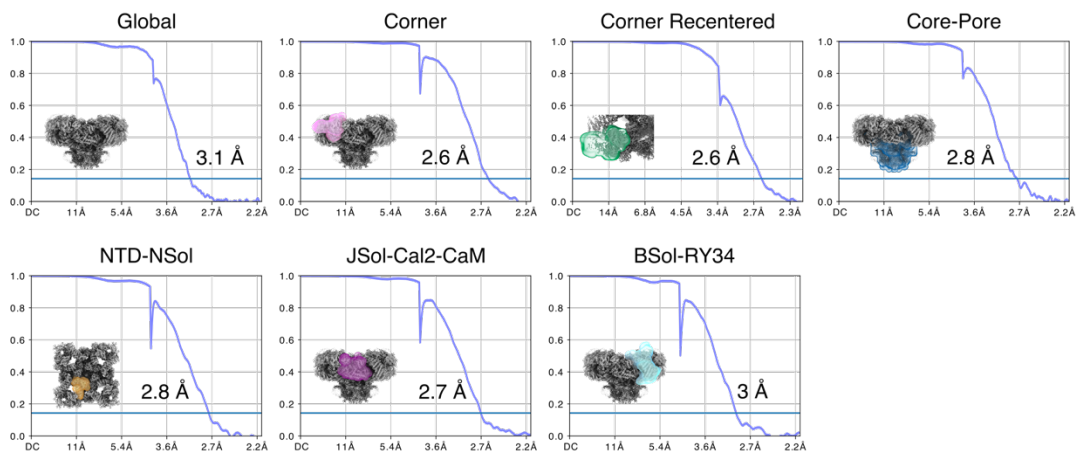 Global
1.0
0.8
0.6
0.4
0.2
0.0
3.1 Å
DC 11Å 5.4Å 3.6Å 2.7Å 2.2Å
Corner
1.0
0.8
0.6
0.4
0.2
0.0
2.6 Å
DC 11Å 5.4Å 3.6Å 2.7Å 2.2Å
Corner Recentered
1.0
0.8
0.6
0.4
0.2
0.0
2.6 Å
DC 14Å 6.8Å 4.5Å 3.4Å 2.7Å 2.3Å
Core-Pore
1.0
0.8
0.6
0.4
0.2
0.0
2.8 Å
DC 11Å 5.4Å 3.6Å 2.7Å 2.2Å
NTD-NSol
1.0
0.8
0.6
0.4
0.2
0.0
2.8 Å
DC 11Å 5.4Å 3.6Å 2.7Å 2.2Å
JSol-Cal2-CaM
1.0
0.8
0.6
0.4
0.2
0.0
2.7 Å
DC 11Å 5.4Å 3.6Å 2.7Å 2.2Å
BSol-RY34
1.0
0.8
0.6
0.4
0.2
0.0
3 Å
DC 11Å 5.4Å 3.6Å 2.7Å 2.2Å